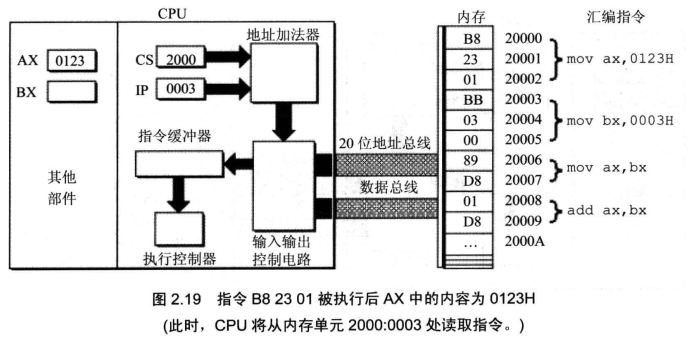 CPU
内存
汇编指令
地址加法器
AX 0123
BX
CS 2000
IP 0003
指令缓冲器
20 位地址总线
数据总线
其他
部件
执行控制器
输入输出
控制电路
B8 20000
23 20001 mov ax,0123H
01 20002
BB 20003
03 20004 mov bx,0003H
00 20005
89 20006 mov ax,bx
D8 20007
01 20008 add ax,bx
D8 20009
… 2000A
图 2.19 指令 B8 23 01 被执行后 AX 中的内容为 0123H
(此时，CPU 将从内存单元 2000:0003 处读取指令。)